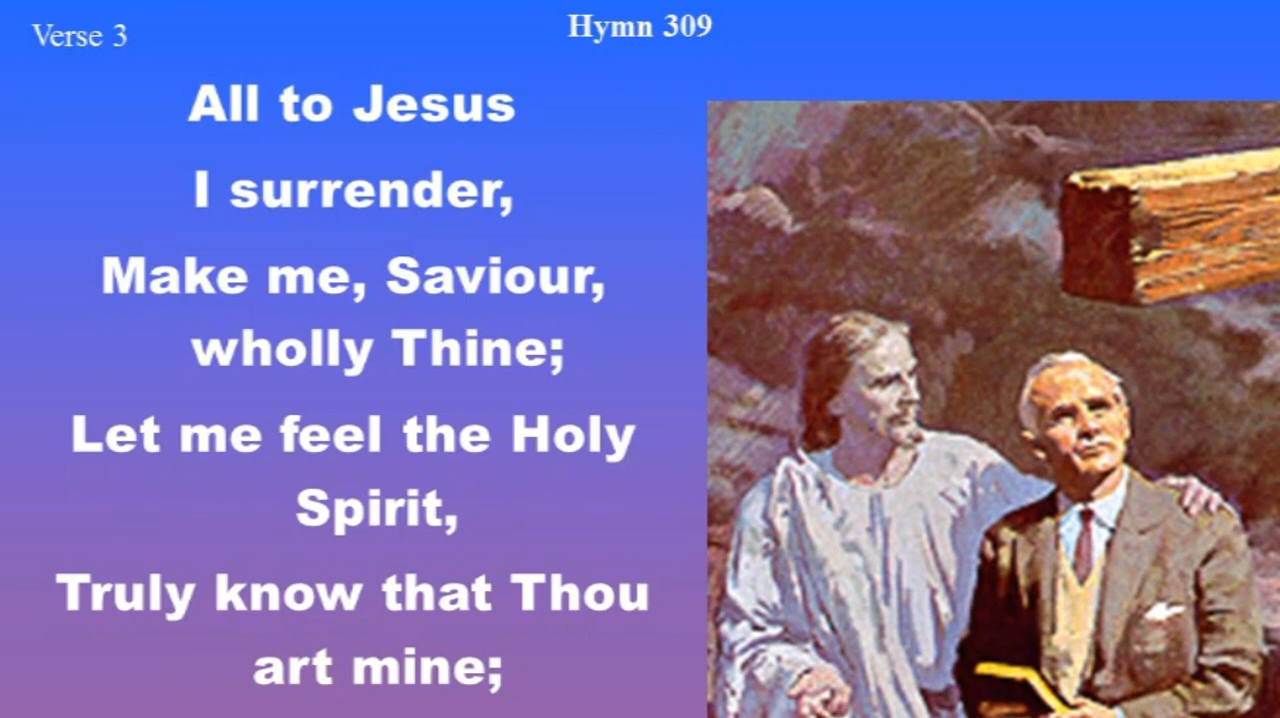 Verse 3
Hymn 309
All to Jesus
I surrender,
Make me, Saviour,
wholly Thine;
Let me feel the Holy
Spirit,
Truly know that Thou
art mine;